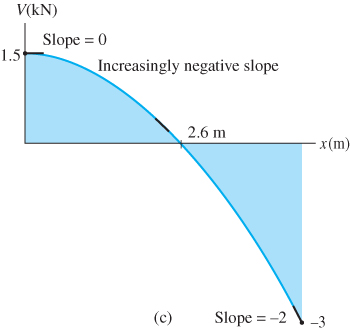 V(kN)
Slope = 0
1.5
Increasingly negative slope
2.6 m
x(m)
(c)
Slope = –2
–3